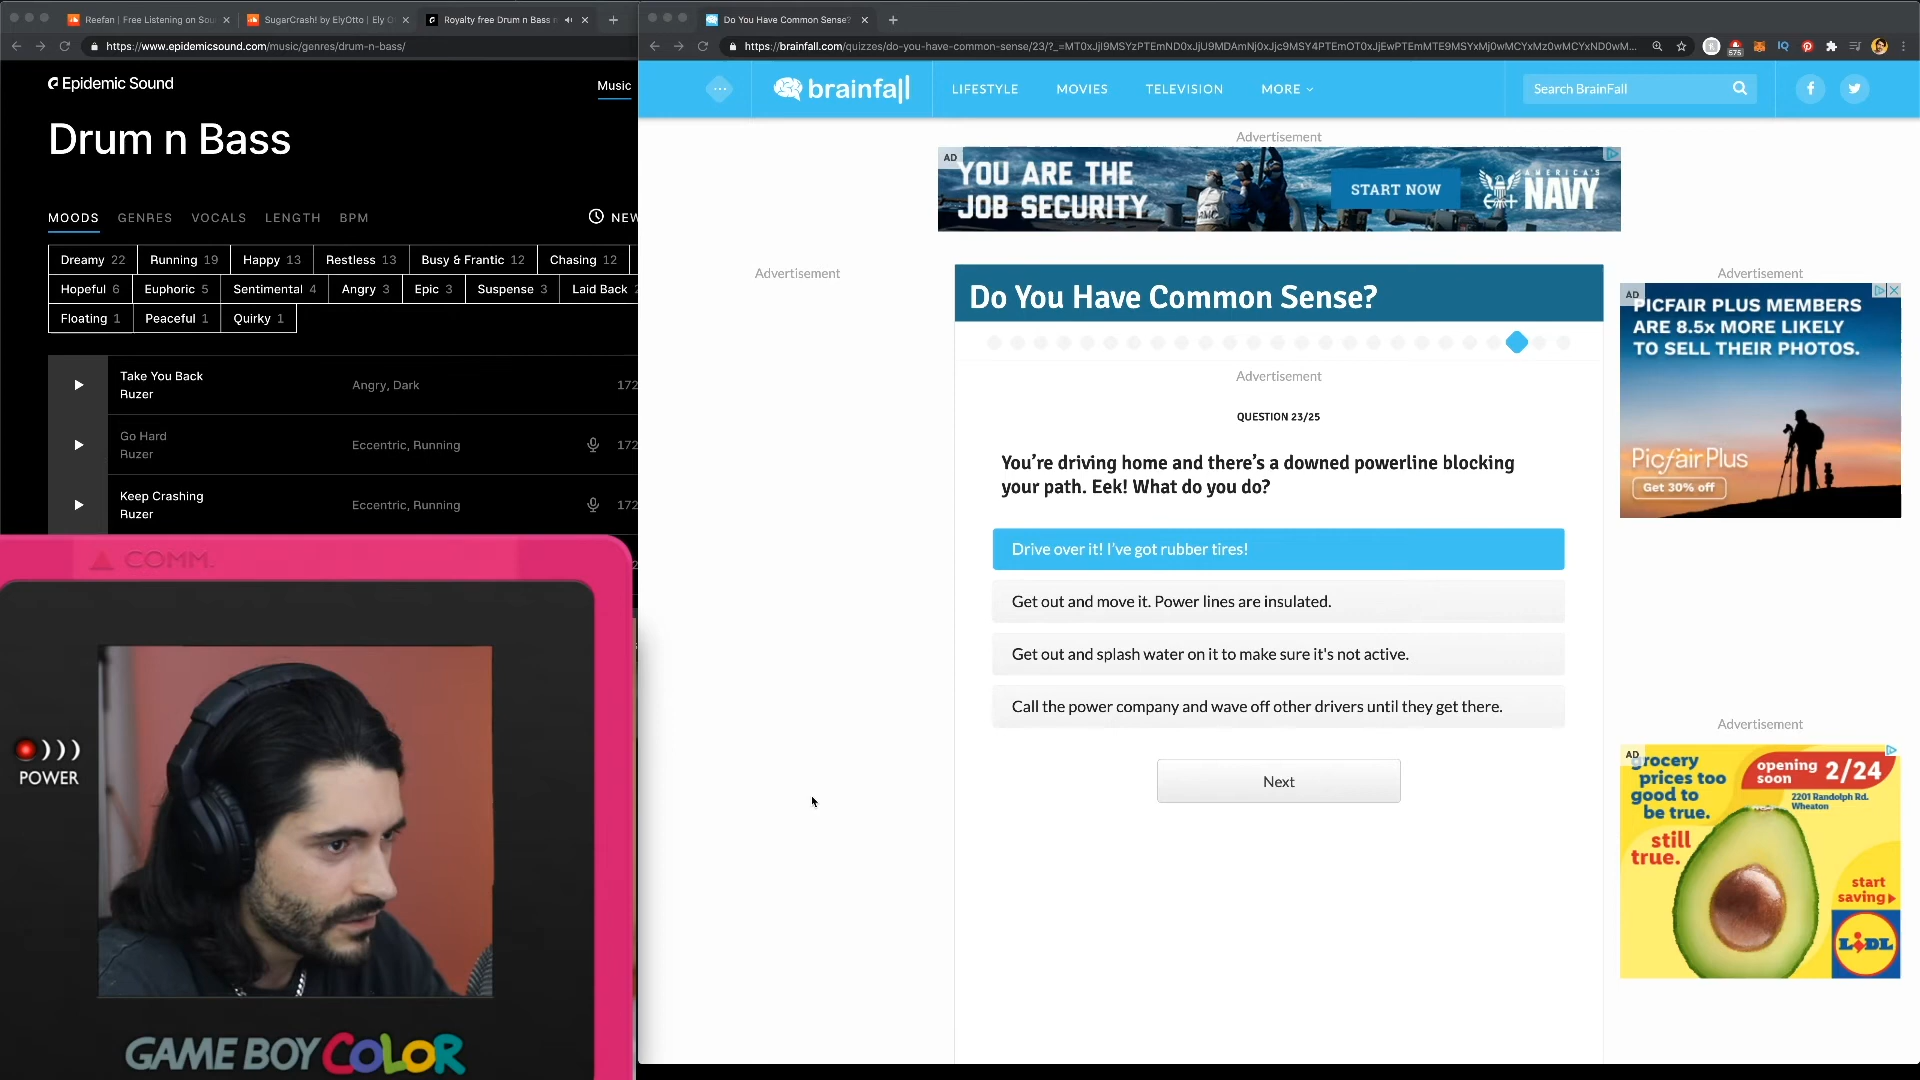 Reefan | Free Listening on Sou
SugarCrash! by ElyOtto | Ely O
Royalty free Drum n Bass m
https://www.epidemicsound.com/music/genres/drum-n-bass/
Epidemic Sound
Music
Drum n Bass
MOODS GENRES VOCALS LENGTH BPM NEW
Dreamy 22 Running 19 Happy 13 Restless 13 Busy & Frantic 12 Chasing 12
Hopeful 6 Euphoric 5 Sentimental 4 Angry 3 Epic 3 Suspense 3 Laid Back 2
Floating 1 Peaceful 1 Quirky 1
Take You Back
Ruzer
Angry, Dark
172
Go Hard
Ruzer
Eccentric, Running
172
Keep Crashing
Ruzer
Eccentric, Running
172
COMM.
POWER
GAME BOY COLOR
Do You Have Common Sense?
575
IQ
brainfall
LIFESTYLE MOVIES TELEVISION MORE
Search BrainFall
Advertisement
AD
YOU ARE THE
JOB SECURITY
START NOW
AMERICA'S
NAVY
Advertisement
Do You Have Common Sense?
Advertisement
QUESTION 23/25
You're driving home and there's a downed powerline blocking
your path. Eek! What do you do?
Drive over it! I've got rubber tires!
Get out and move it. Power lines are insulated.
Get out and splash water on it to make sure it's not active.
Call the power company and wave off other drivers until they get there.
Next
Advertisement
AD
PICFAIR PLUS MEMBERS
ARE 8.5x MORE LIKELY
TO SELL THEIR PHOTOS.
Picfair Plus
Get 30% off
Advertisement
AD
grocery
prices too
good to
be true.
still
true.
opening
soon 2/24
2201 Randolph Rd.
Wheaton
start
saving
LIDL